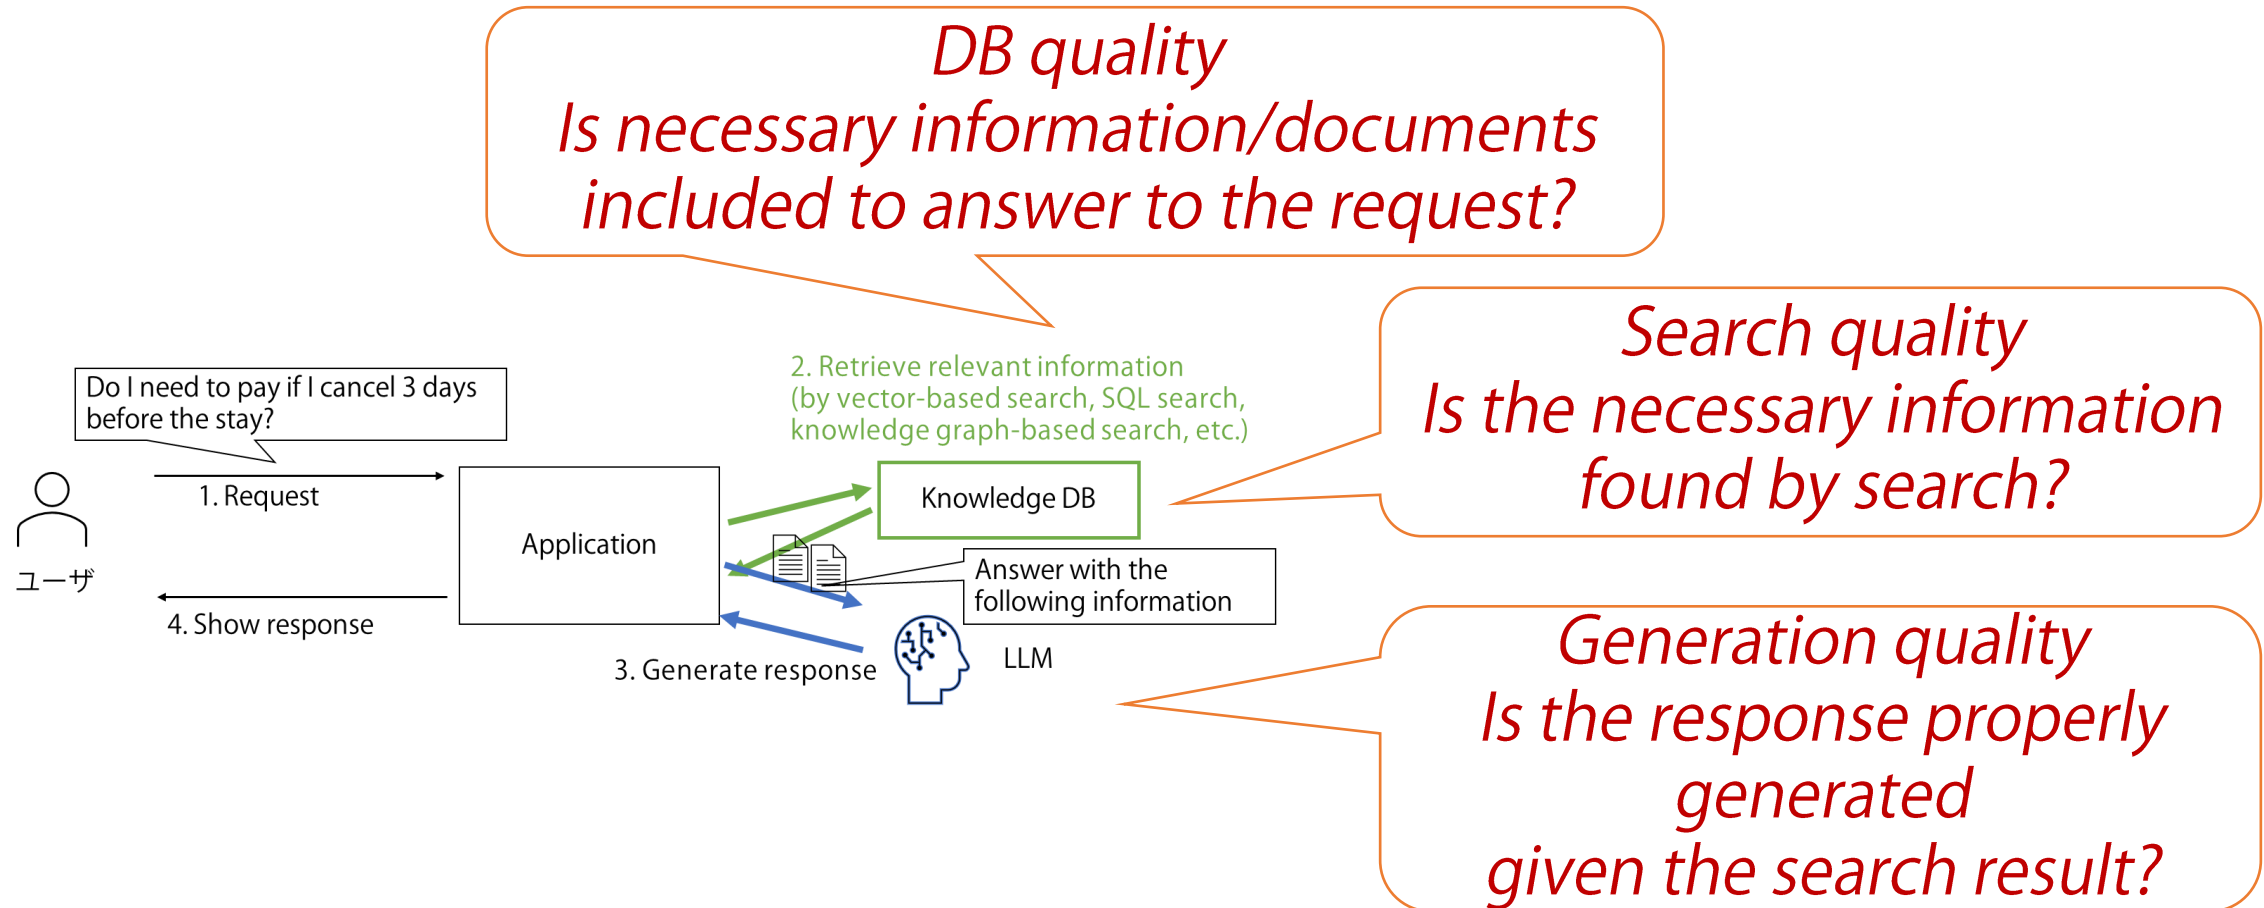 DB quality
Is necessary information/documents
included to answer to the request?
Search quality
Is the necessary information
found by search?
2. Retrieve relevant information
(by vector-based search, SQL search,
knowledge graph-based search, etc.)
Do I need to pay if I cancel 3 days
before the stay?
1. Request
Knowledge DB
Application
ユーザ
Answer with the
following information
4. Show response
3. Generate response
LLM
Generation quality
Is the response properly
generated
given the search result?